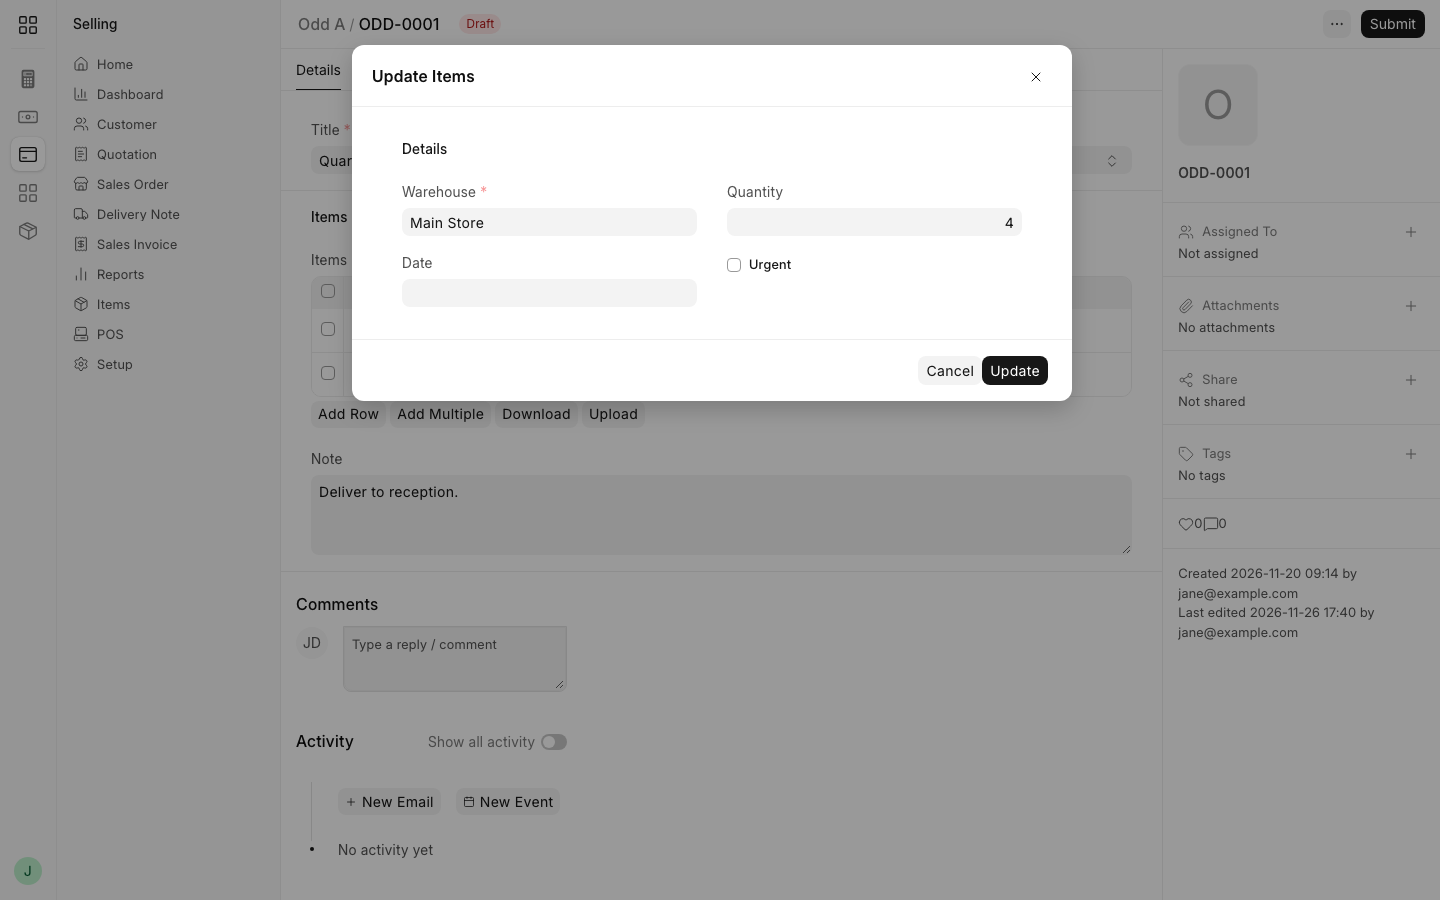 Selling
Home
Dashboard
Customer
Quotation
Sales Order
Delivery Note
Sales Invoice
Reports
Items
POS
Setup
J
Odd A / ODD-0001
Draft
··· Submit
Details
Title *
Update Items
Details
Warehouse *
Main Store
Quantity
4
Date
Urgent
Cancel
Update
Items
Items
Add Row
Add Multiple
Download
Upload
Note
Deliver to reception.
Comments
JD
Type a reply / comment
Activity
Show all activity
New Email
New Event
No activity yet
O
ODD-0001
Assigned To
Not assigned
Attachments
No attachments
Share
Not shared
Tags
No tags
0 0
Created 2026-11-20 09:14 by
jane@example.com
Last edited 2026-11-26 17:40 by
jane@example.com